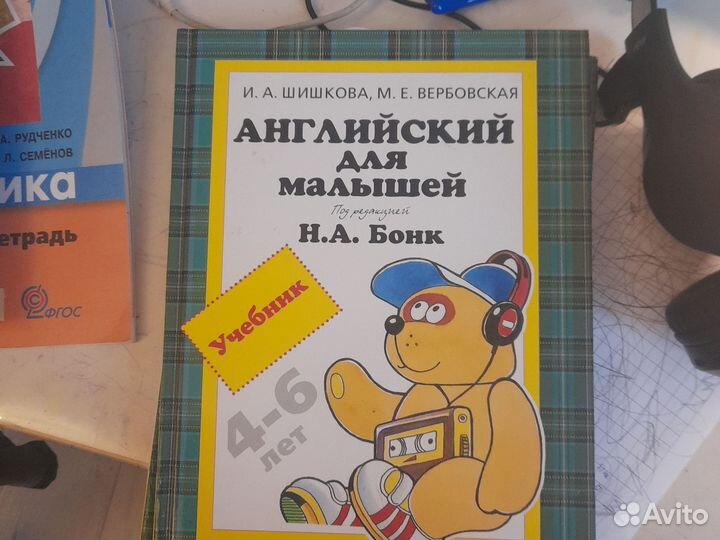 И. А. ШИШКОВА, М. Е. ВЕРБОВСКАЯ
АНГЛИЙСКИЙ
ДЛЯ
МАЛЫШЕЙ
Под редакцией
Н.А. Бонк
Учебник
4-6
лет
А. РУДЧЕНКО
Л. СЕМЁНОВ
ика
етрадь
ФГОС
Avito